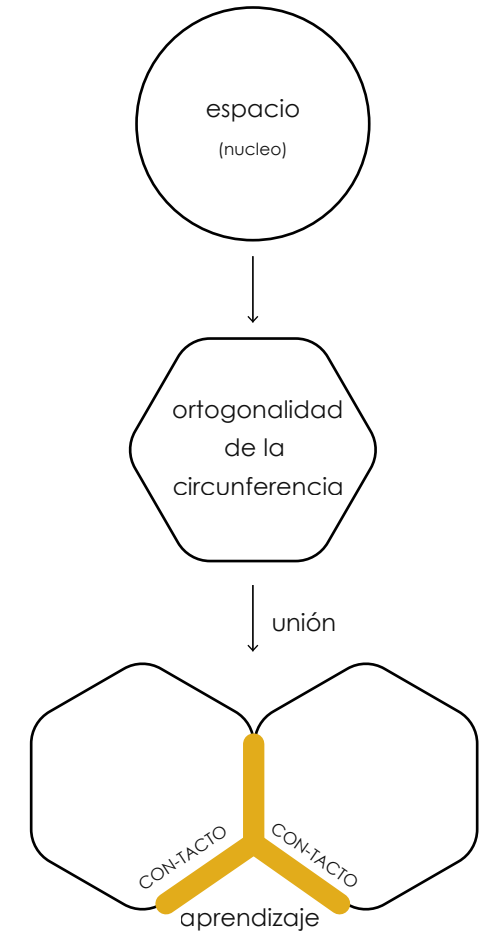 espacio
(nucleo)
ortogonalidad
de la
circunferencia
unión
CON-TACTO
CON-TACTO
aprendizaje